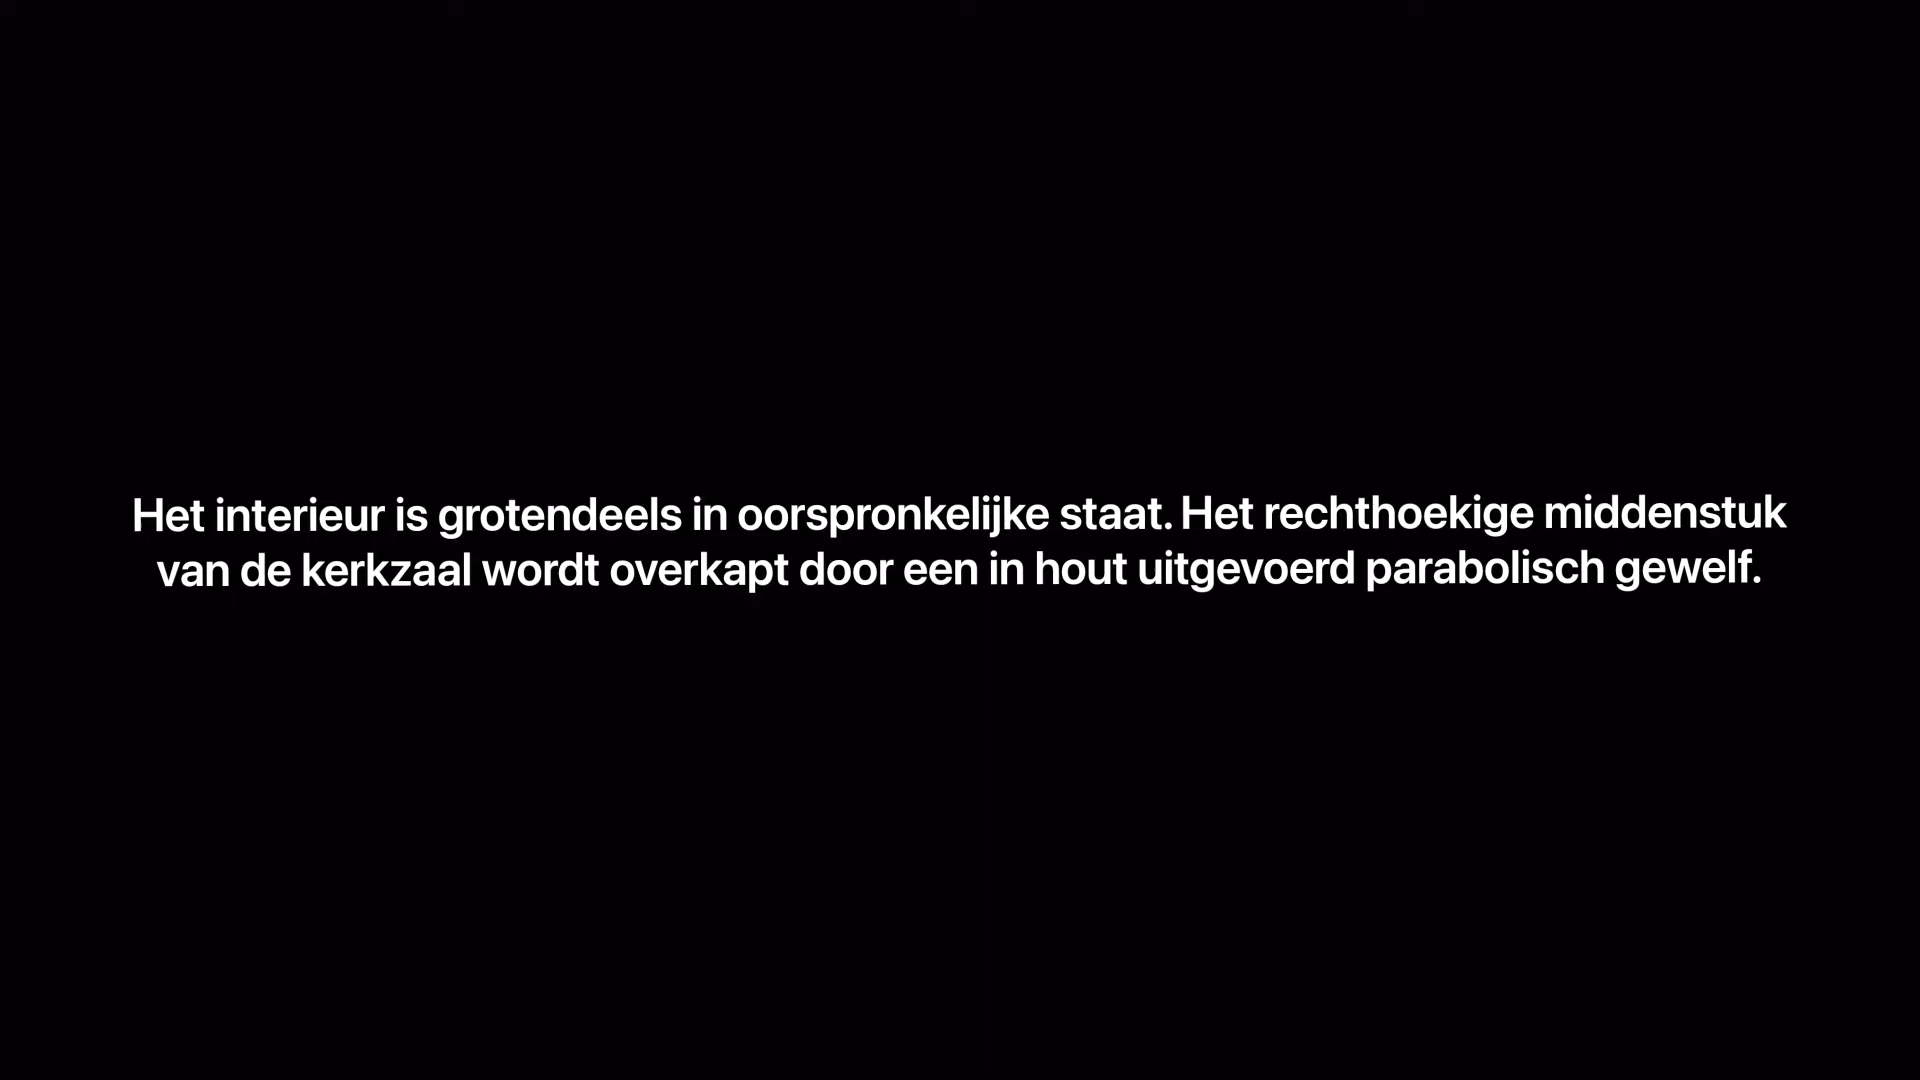 Het interieur is grotendeels in oorspronkelijke staat. Het rechthoekige middenstuk
van de kerkzaal wordt overkapt door een in hout uitgevoerd parabolisch gewelf.